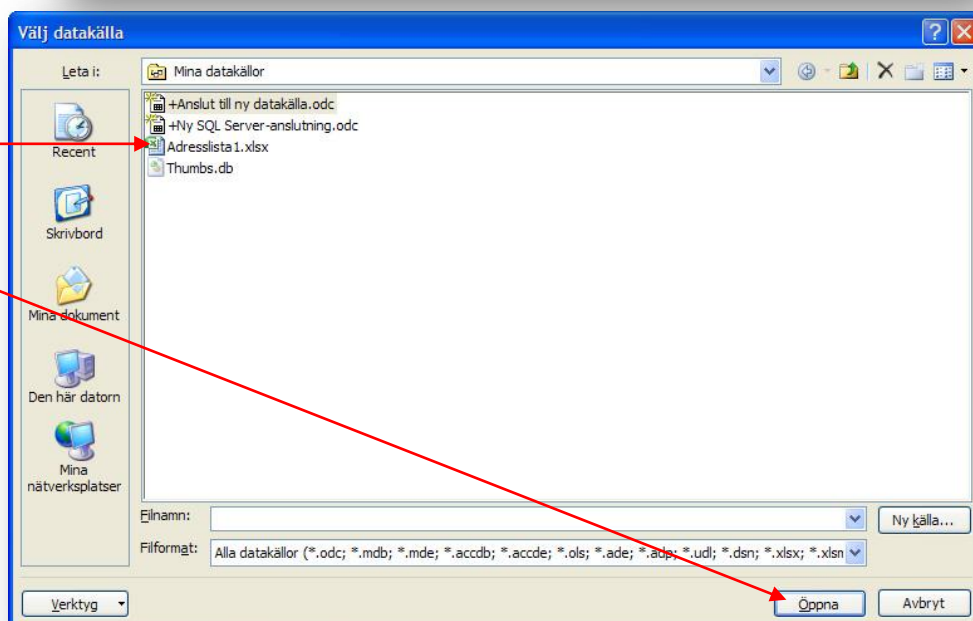 Välj datakälla
Leta i:
Mina datakällor
+Anslut till ny datakälla.odc
+Ny SQL Server-anslutning.odc
Adresslista1.xlsx
Thumbs.db
Recent
Skrivbord
Mina dokument
Den här datorn
Mina
nätverksplatser
Filnamn:
Ny källa...
Filformat:
Alla datakällor (*.odc; *.mdb; *.mde; *.accdb; *.accde; *.ols; *.ade; *.adp; *.udl; *.dsn; *.xlsx; *.xlsn
Verktyg
Öppna
Avbryt